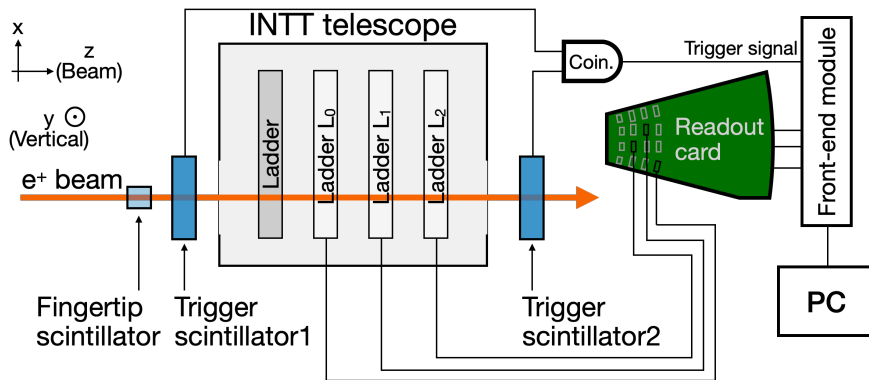 INTT telescope
x
z
(Beam)
y
(Vertical)
e+ beam
Ladder
Ladder L0
Ladder L1
Ladder L2
Coin.
Trigger signal
Readout
card
Front-end module
PC
Fingertip
scintillator
Trigger
scintillator1
Trigger
scintillator2